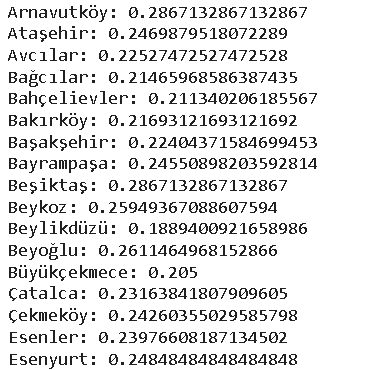 Arnavutköy: 0.2867132867132867
Ataşehir: 0.2469879518072289
Avcılar: 0.22527472527472528
Bağcılar: 0.21465968586387435
Bahçelievler: 0.211340206185567
Bakırköy: 0.21693121693121692
Başakşehir: 0.22404371584699453
Bayrampaşa: 0.24550898203592814
Beşiktaş: 0.2867132867132867
Beykoz: 0.25949367088607594
Beylikdüzü: 0.1889400921658986
Beyoğlu: 0.2611464968152866
Büyükçekmece: 0.205
Çatalca: 0.23163841807909605
Çekmeköy: 0.24260355029585798
Esenler: 0.23976608187134502
Esenyurt: 0.24848484848484848